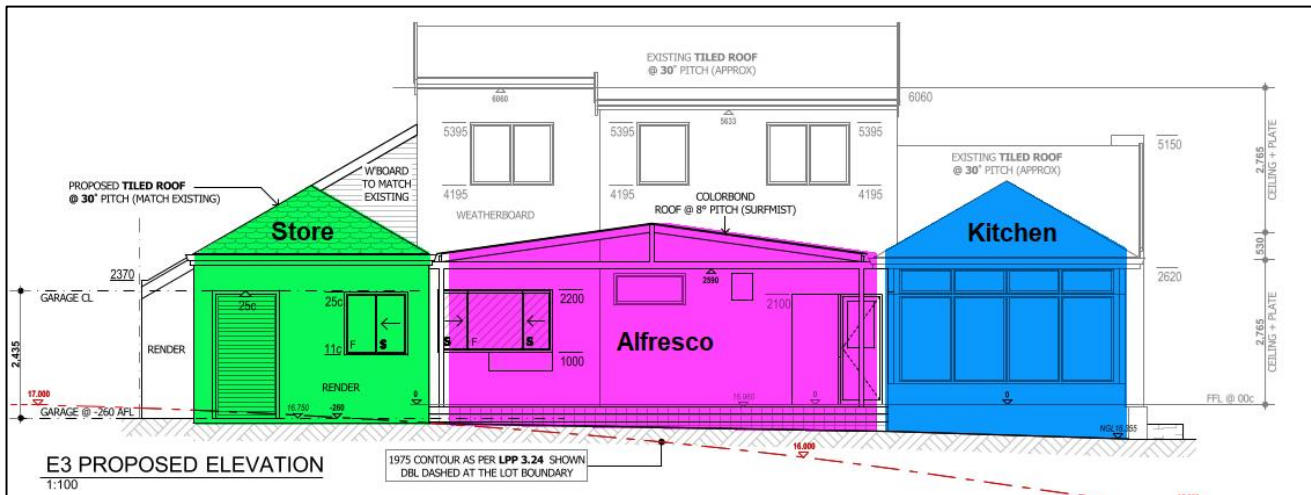 EXISTING TILED ROOF
@ 30° PITCH (APPROX)
6060
6060
5633
5395
5395
5395
5150
EXISTING TILED ROOF
@ 30° PITCH (APPROX)
2,765
CEILING + PLATE
W'BOARD
TO MATCH
EXISTING
PROPOSED TILED ROOF
@ 30° PITCH (MATCH EXISTING)
4195
4195
4195
COLORBOND
ROOF @ 8° PITCH (SURFMIST)
WEATHERBOARD
Store
Kitchen
530
2370
2590
2620
GARAGE CL
25c
25c
2200
2100
Alfresco
2,435
RENDER
F
S
11c
S
F
S
1000
2,765
CEILING + PLATE
RENDER
17.000
GARAGE @ -260 AFL
16.750
-260
0
0
0
FFL @ 00c
16.000
1975 CONTOUR AS PER LPP 3.24 SHOWN
DBL DASHED AT THE LOT BOUNDARY
E3 PROPOSED ELEVATION
1:100